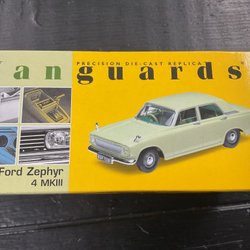 PRECISION DIE-CAST REPLICA
anguards
Ford Zephyr
4 MKIII